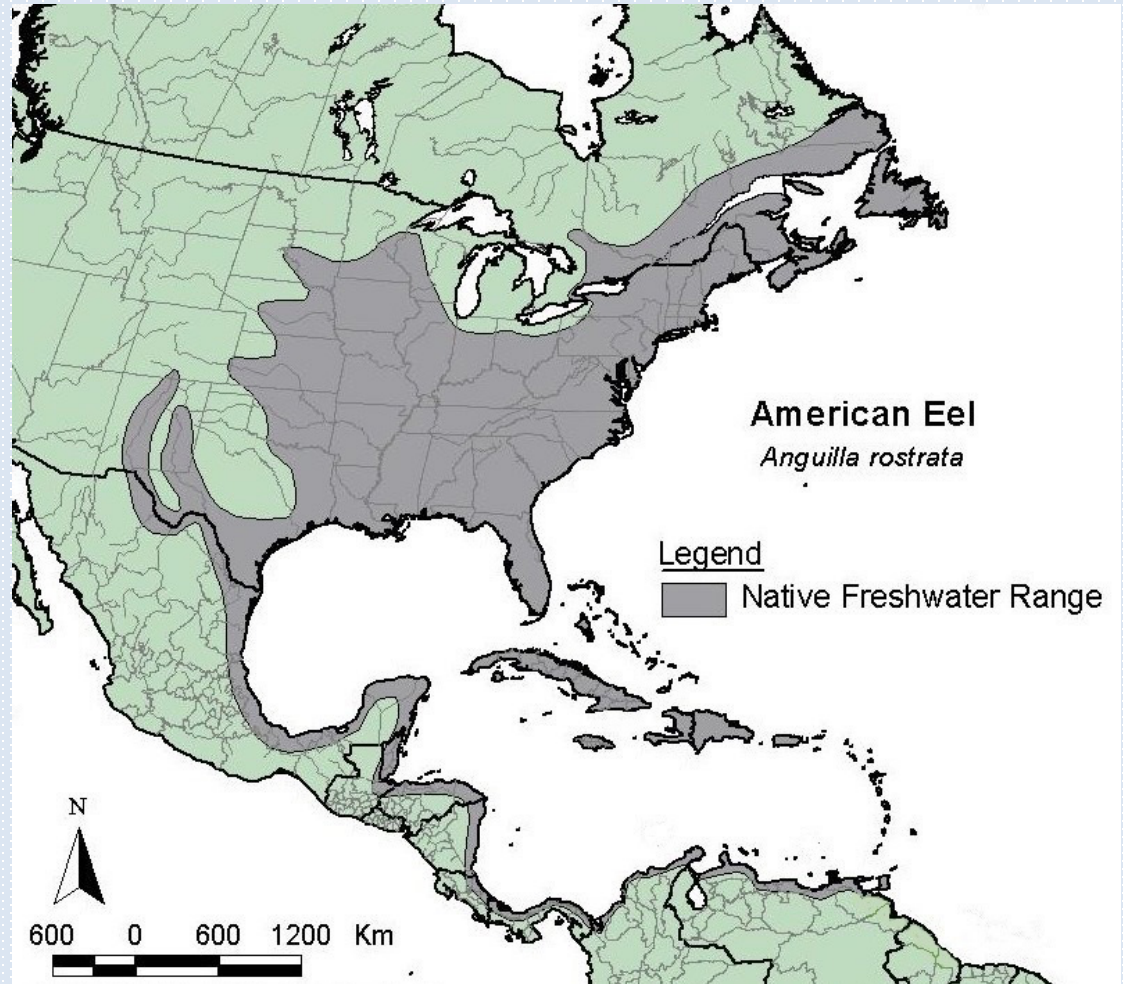 American Eel
Anguilla rostrata
Legend
Native Freshwater Range
N
600 0 600 1200 Km